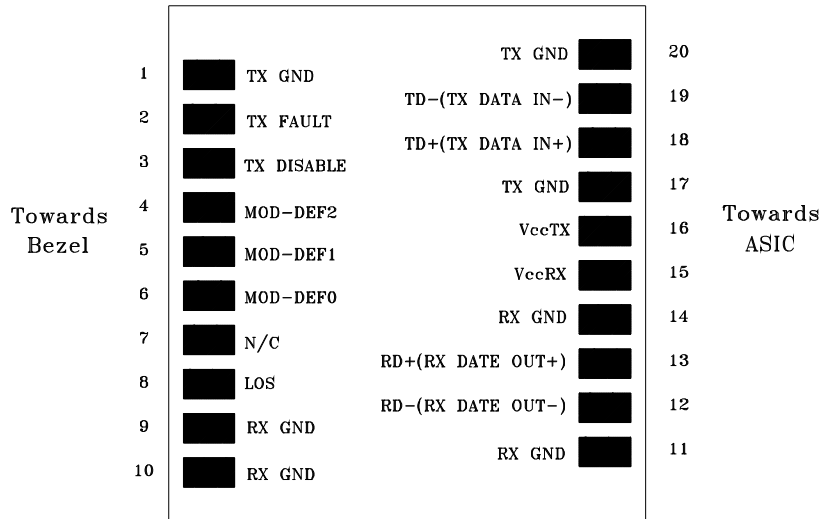 1 TX GND
2 TX FAULT
3 TX DISABLE
4 MOD-DEF2
5 MOD-DEF1
6 MOD-DEF0
7 N/C
8 LOS
9 RX GND
10 RX GND
Towards
Bezel
TX GND 20
TD-(TX DATA IN-) 19
TD+(TX DATA IN+) 18
TX GND 17
VccTX 16
VccRX 15
RX GND 14
RD+(RX DATE OUT+) 13
RD-(RX DATE OUT-) 12
RX GND 11
Towards
ASIC